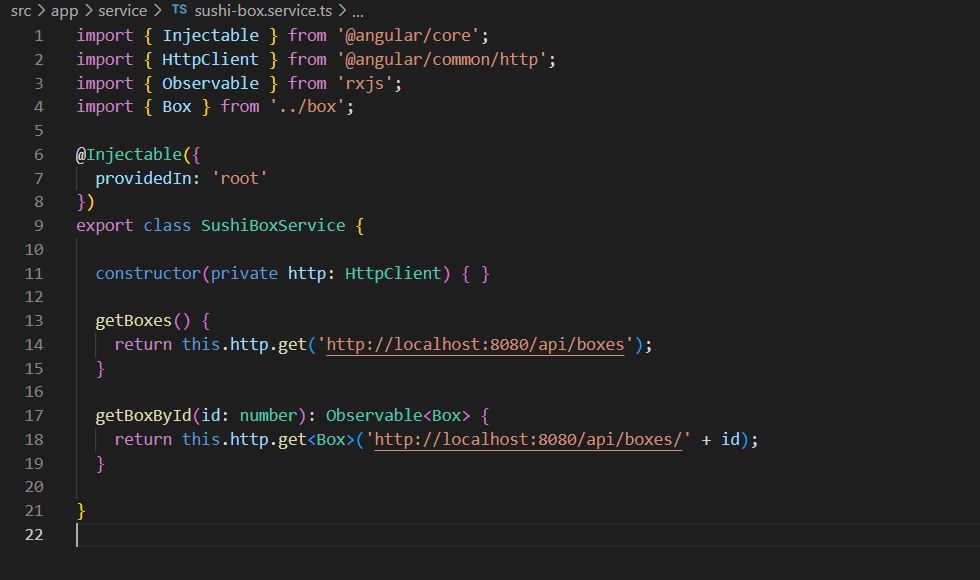 src > app > service > TS sushi-box.service.ts > ...
1 import { Injectable } from '@angular/core';
2 import { HttpClient } from '@angular/common/http';
3 import { Observable } from 'rxjs';
4 import { Box } from '../box';
5
6 @Injectable({
7   providedIn: 'root'
8 })
9 export class SushiBoxService {
10
11   constructor(private http: HttpClient) { }
12
13   getBoxes() {
14     return this.http.get('http://localhost:8080/api/boxes');
15   }
16
17   getBoxById(id: number): Observable<Box> {
18     return this.http.get<Box>('http://localhost:8080/api/boxes/' + id);
19   }
20
21 }
22